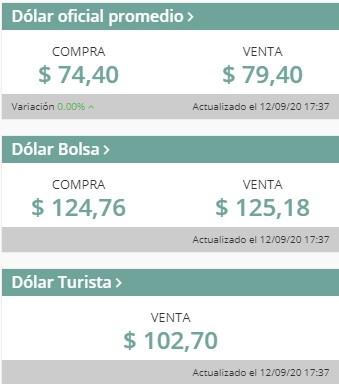 Dólar oficial promedio >
COMPRA VENTA
$ 74,40 $ 79,40
Variación 0.00% ^ Actualizado el 12/09/20 17:37
Dólar Bolsa >
COMPRA VENTA
$ 124,76 $ 125,18
Actualizado el 12/09/20 17:37
Dólar Turista >
VENTA
$ 102,70
Actualizado el 12/09/20 17:37